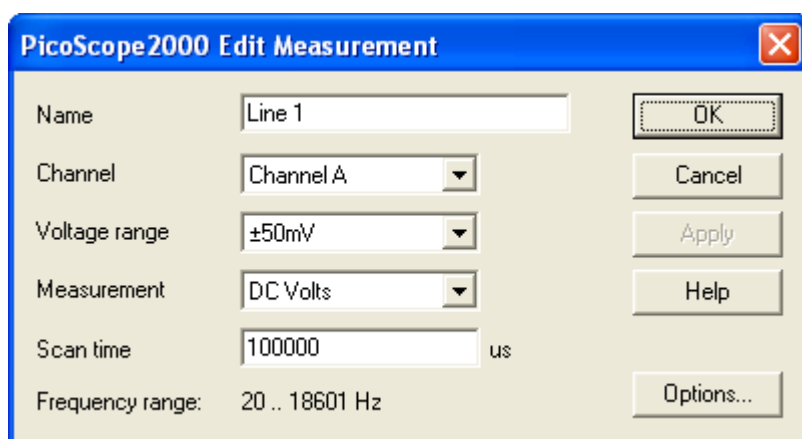 PicoScope2000 Edit Measurement
Name Line 1 OK
Channel Channel A Cancel
Voltage range ±50mV Apply
Measurement DC Volts Help
Scan time 100000 us
Frequency range: 20 .. 18601 Hz Options...